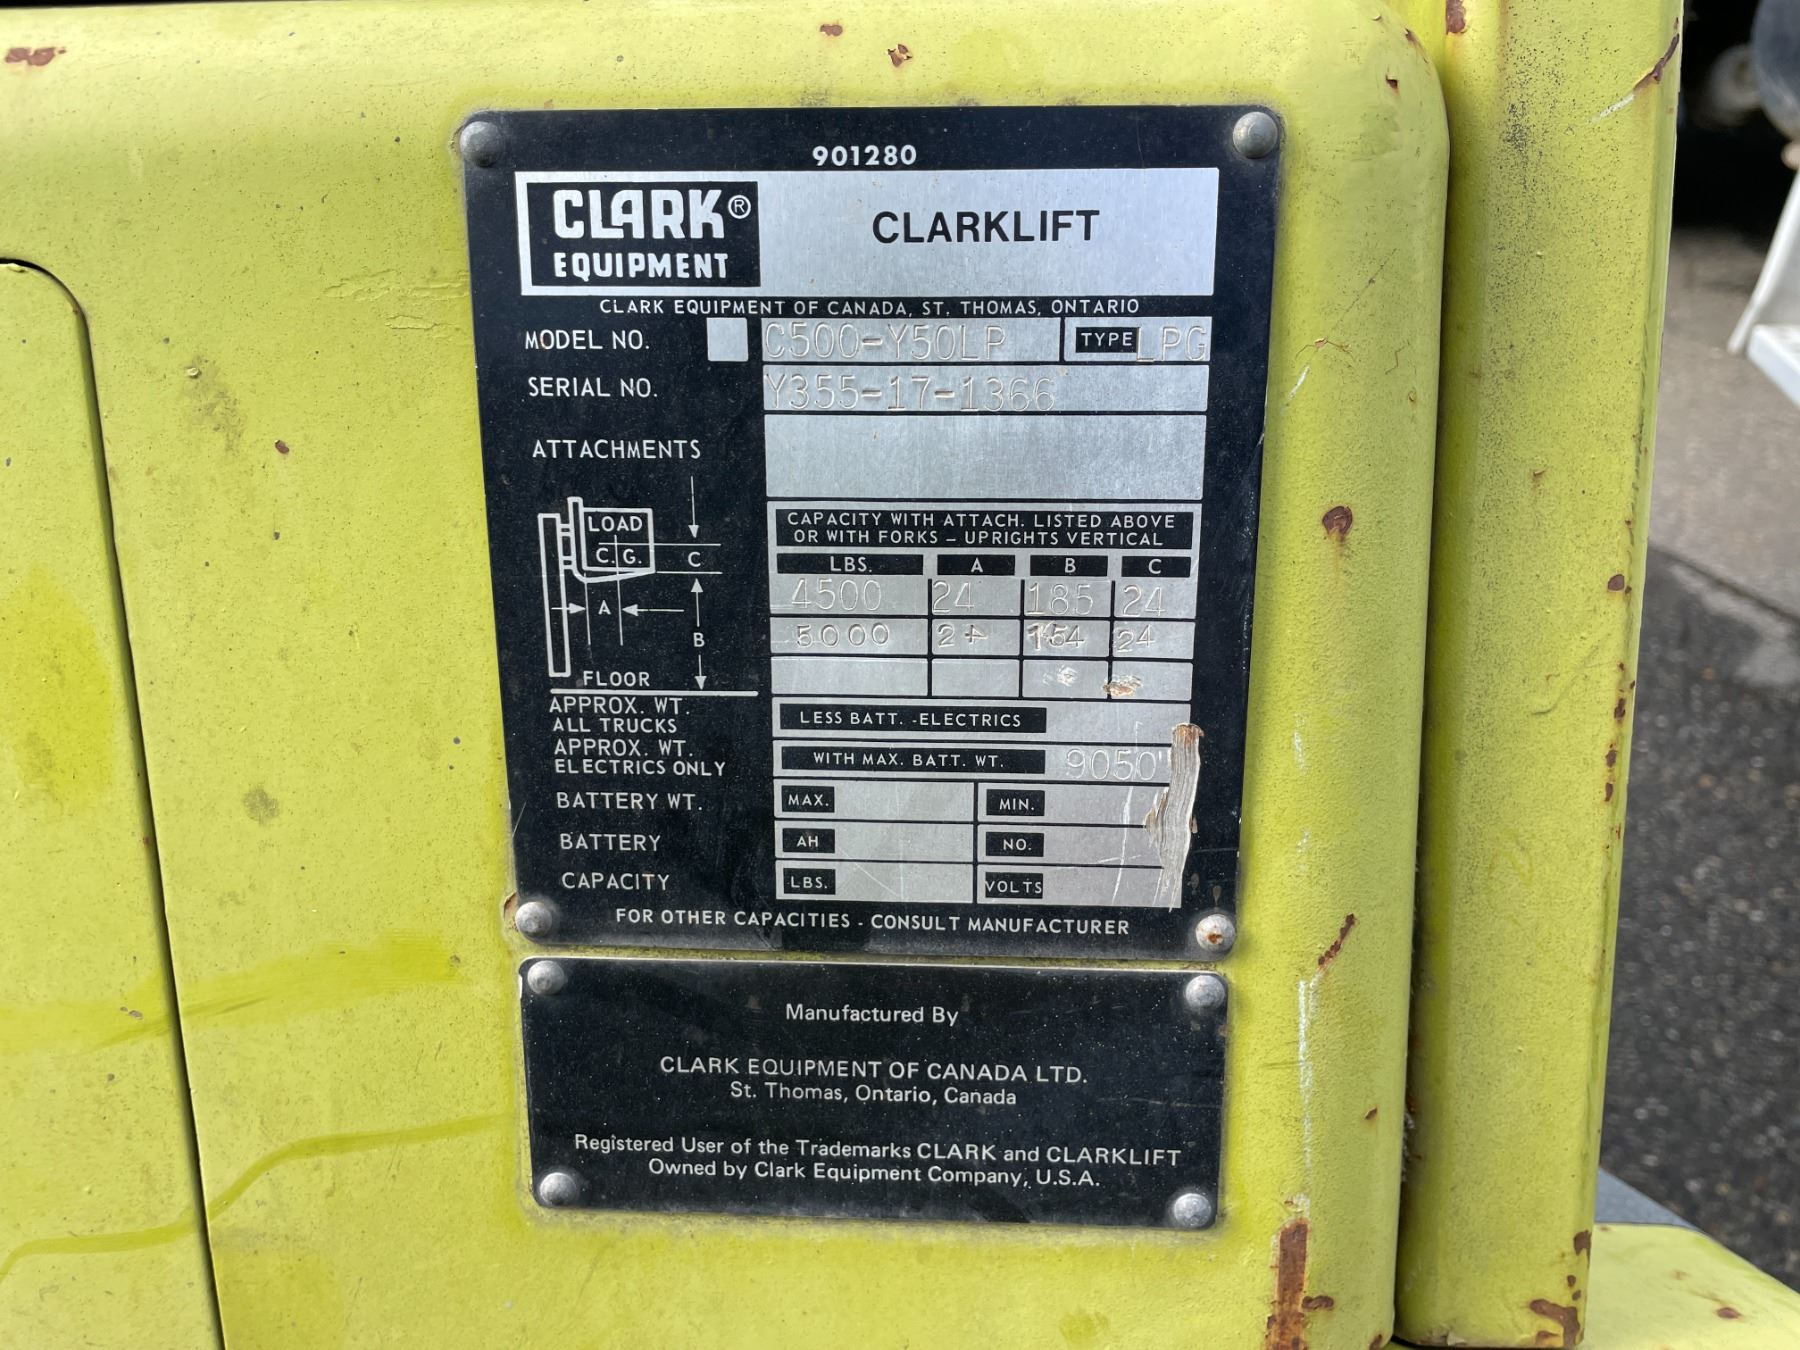 901280
CLARK®
EQUIPMENT
CLARKLIFT
CLARK EQUIPMENT OF CANADA, ST. THOMAS, ONTARIO
MODEL NO. C500-Y50LP TYPE LPG
SERIAL NO. Y355-17-1366
ATTACHMENTS
CAPACITY WITH ATTACH. LISTED ABOVE
OR WITH FORKS - UPRIGHTS VERTICAL
LOAD
C.G.
C
A
B
FLOOR
LBS. A B C
4500 24 185 24
5000 24 154 24
APPROX. WT.
ALL TRUCKS
LESS BATT. -ELECTRICS
APPROX. WT.
ELECTRICS ONLY
WITH MAX. BATT. WT. 9050
BATTERY WT. MAX. MIN.
BATTERY AH NO.
CAPACITY LBS. VOLTS
FOR OTHER CAPACITIES - CONSULT MANUFACTURER
Manufactured By
CLARK EQUIPMENT OF CANADA LTD.
St. Thomas, Ontario, Canada
Registered User of the Trademarks CLARK and CLARKLIFT
Owned by Clark Equipment Company, U.S.A.